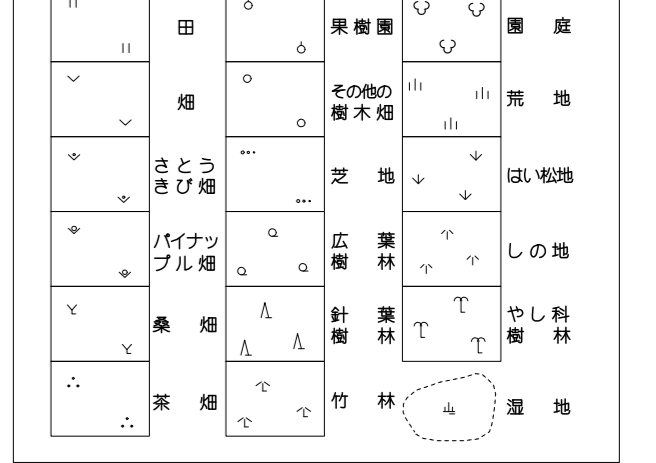 田
畑
さとう
きび畑
パイナッ
プル畑
桑 畑
茶 畑
果樹園
その他の
樹木畑
芝 地
広 葉
樹 林
針 葉
樹 林
竹 林
園 庭
荒 地
はい松地
しの地
やし科
樹 林
湿 地